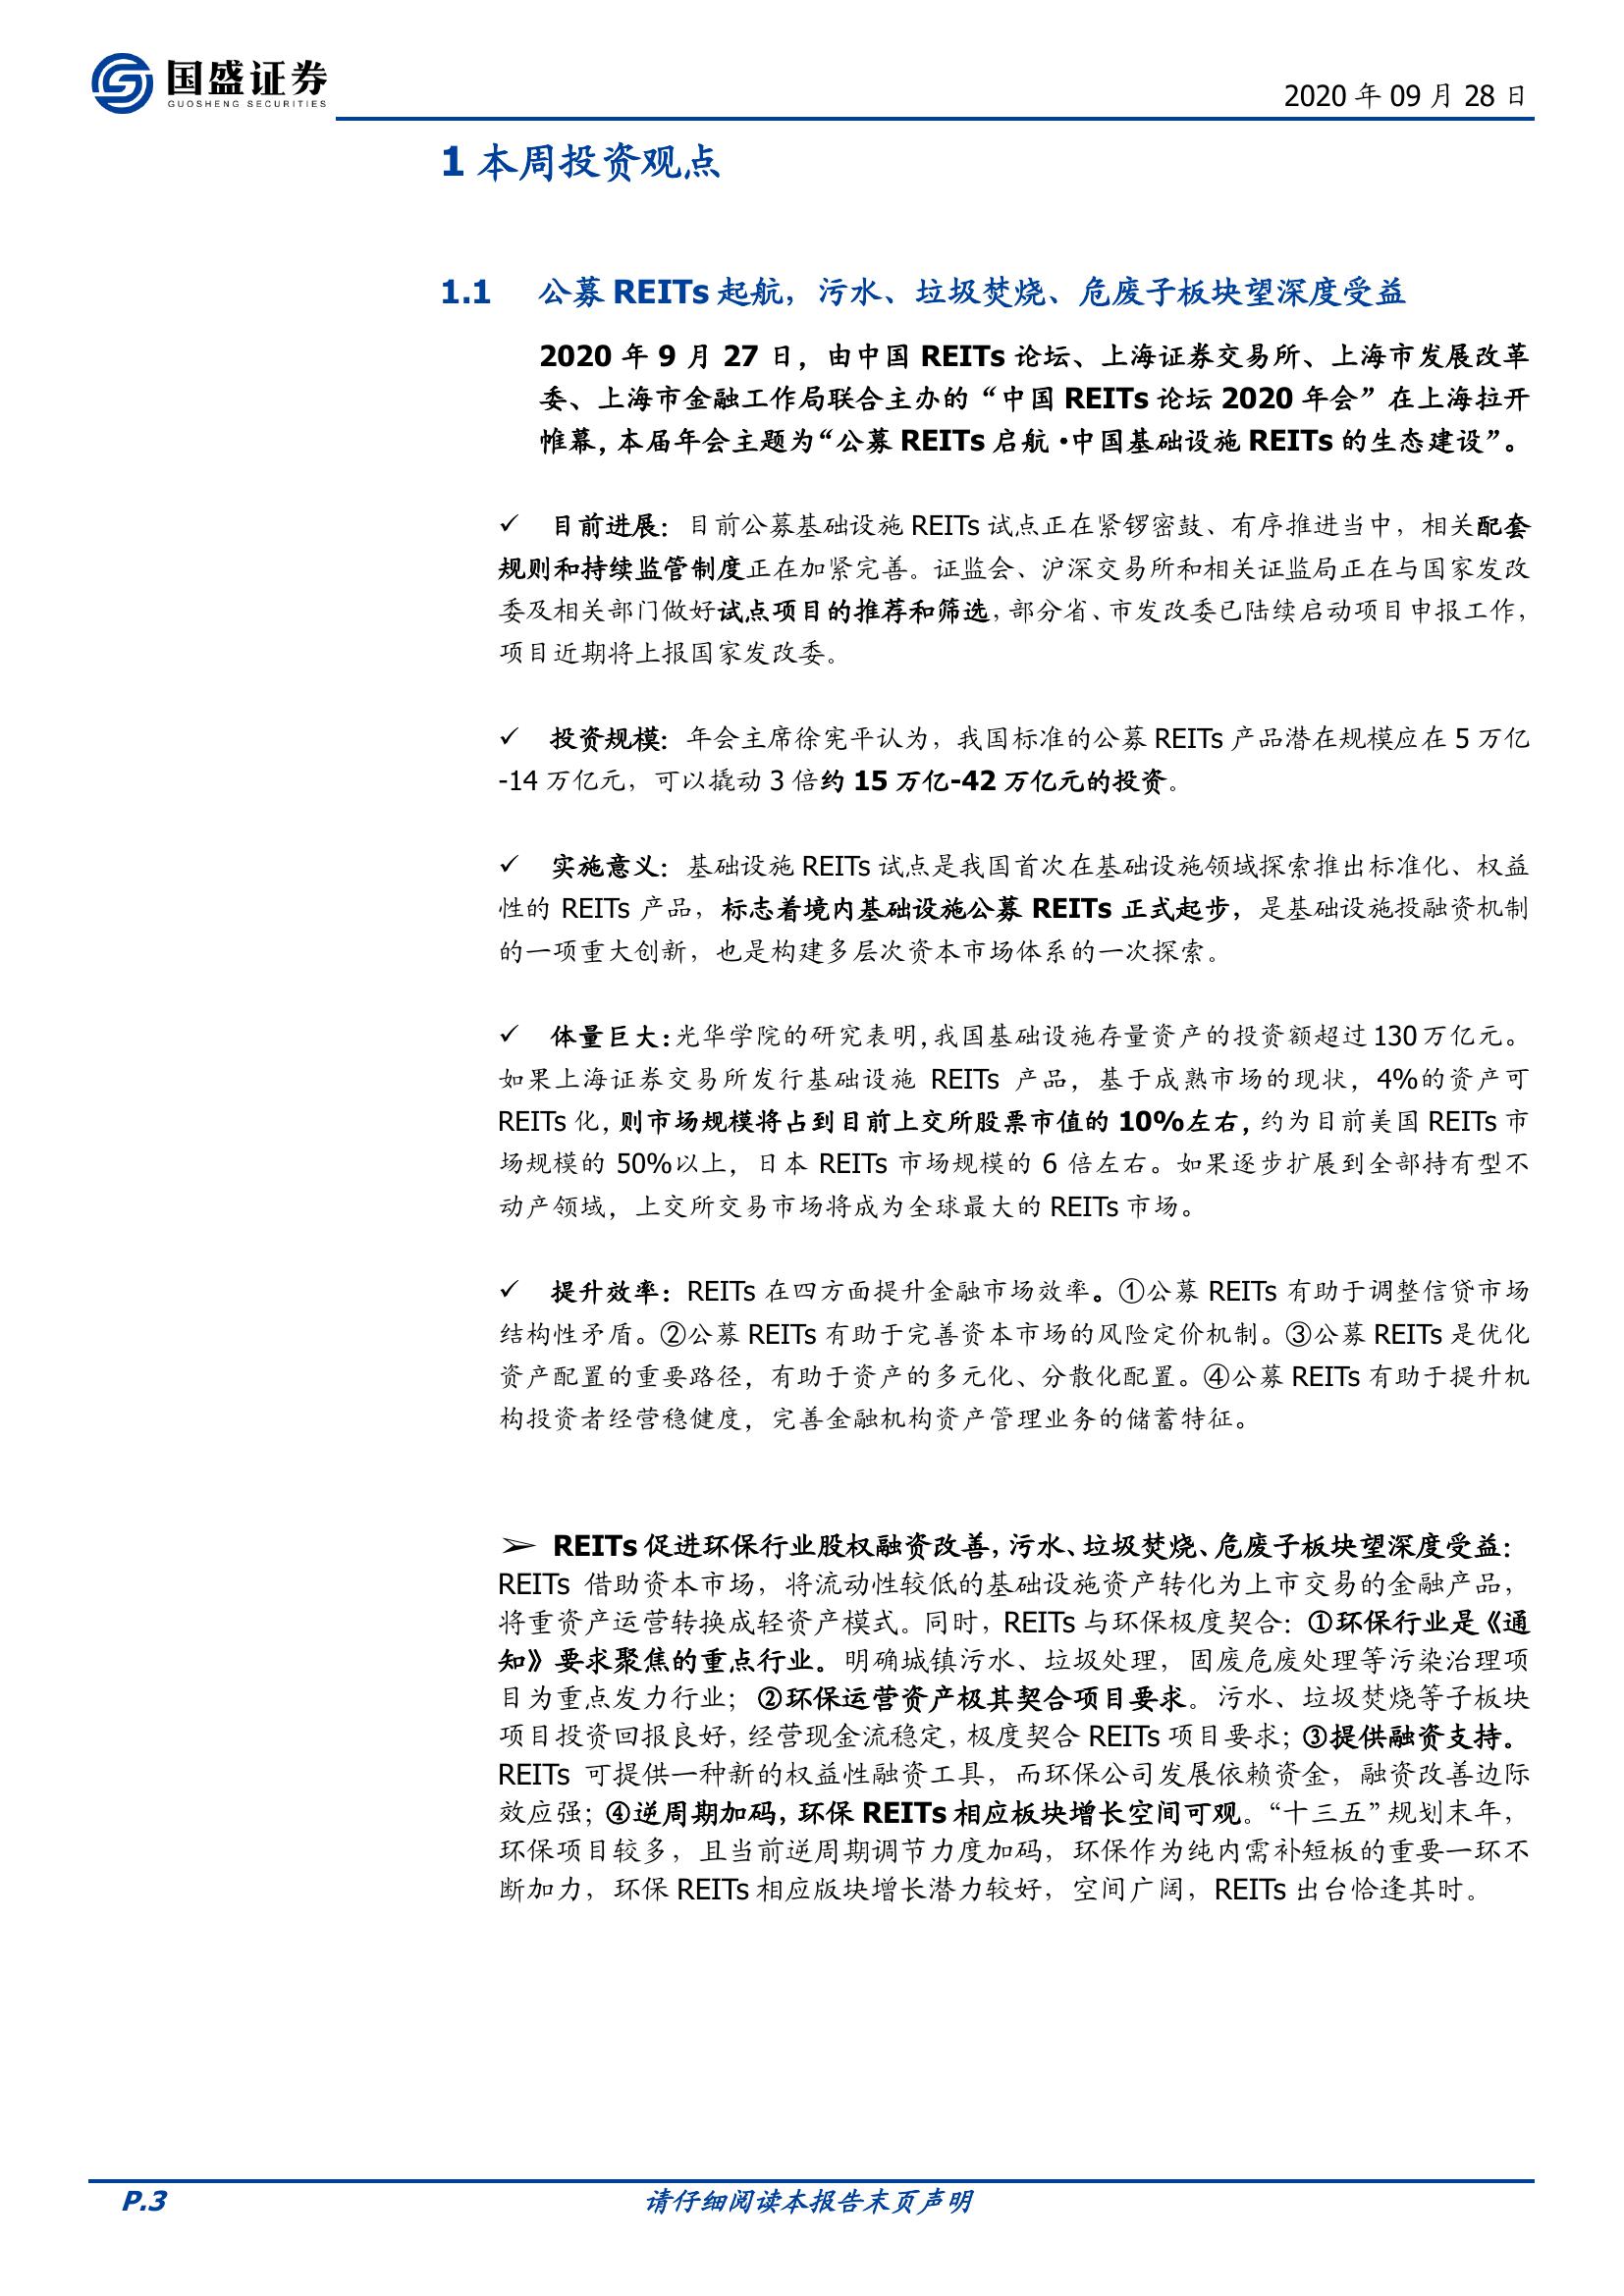 国盛证券
GUOSHENG SECURITIES
2020 年 09 月 28 日
1 本周投资观点
1.1 公募 REITs 起航，污水、垃圾焚烧、危废子板块望深度受益
2020 年 9 月 27 日，由中国 REITs 论坛、上海证券交易所、上海市发展改革
委、上海市金融工作局联合主办的“中国 REITs 论坛 2020 年会”在上海拉开
帷幕，本届年会主题为“公募 REITs 启航·中国基础设施 REITs 的生态建设”。
✓ 目前进展：目前公募基础设施 REITs 试点正在紧锣密鼓、有序推进当中，相关配套
规则和持续监管制度正在加紧完善。证监会、沪深交易所和相关证监局正在与国家发改
委及相关部门做好试点项目的推荐和筛选，部分省、市发改委已陆续启动项目申报工作，
项目近期将上报国家发改委。
✓ 投资规模：年会主席徐宪平认为，我国标准的公募 REITs 产品潜在规模应在 5 万亿
-14 万亿元，可以撬动 3 倍约 15 万亿-42 万亿元的投资。
✓ 实施意义：基础设施 REITs 试点是我国首次在基础设施领域探索推出标准化、权益
性的 REITs 产品，标志着境内基础设施公募 REITs 正式起步，是基础设施投融资机制
的一项重大创新，也是构建多层次资本市场体系的一次探索。
✓ 体量巨大：光华学院的研究表明，我国基础设施存量资产的投资额超过 130 万亿元。
如果上海证券交易所发行基础设施 REITs 产品，基于成熟市场的现状，4%的资产可
REITs 化，则市场规模将占到目前上交所股票市值的 10%左右，约为目前美国 REITs 市
场规模的 50%以上，日本 REITs 市场规模的 6 倍左右。如果逐步扩展到全部持有型不
动产领域，上交所交易市场将成为全球最大的 REITs 市场。
✓ 提升效率：REITs 在四方面提升金融市场效率。①公募 REITs 有助于调整信贷市场
结构性矛盾。②公募 REITs 有助于完善资本市场的风险定价机制。③公募 REITs 是优化
资产配置的重要路径，有助于资产的多元化、分散化配置。④公募 REITs 有助于提升机
构投资者经营稳健度，完善金融机构资产管理业务的储蓄特征。
➢ REITs 促进环保行业股权融资改善，污水、垃圾焚烧、危废子板块望深度受益：
REITs 借助资本市场，将流动性较低的基础设施资产转化为上市交易的金融产品，
将重资产运营转换成轻资产模式。同时，REITs 与环保极度契合：①环保行业是《通
知》要求聚焦的重点行业。明确城镇污水、垃圾处理，固废危废处理等污染治理项
目为重点发力行业；②环保运营资产极其契合项目要求。污水、垃圾焚烧等子板块
项目投资回报良好，经营现金流稳定，极度契合 REITs 项目要求；③提供融资支持。
REITs 可提供一种新的权益性融资工具，而环保公司发展依赖资金，融资改善边际
效应强；④逆周期加码，环保 REITs 相应板块增长空间可观。“十三五”规划末年，
环保项目较多，且当前逆周期调节力度加码，环保作为纯内需补短板的重要一环不
断加力，环保 REITs 相应版块增长潜力较好，空间广阔，REITs 出台恰逢其时。
P.3
请仔细阅读本报告末页声明